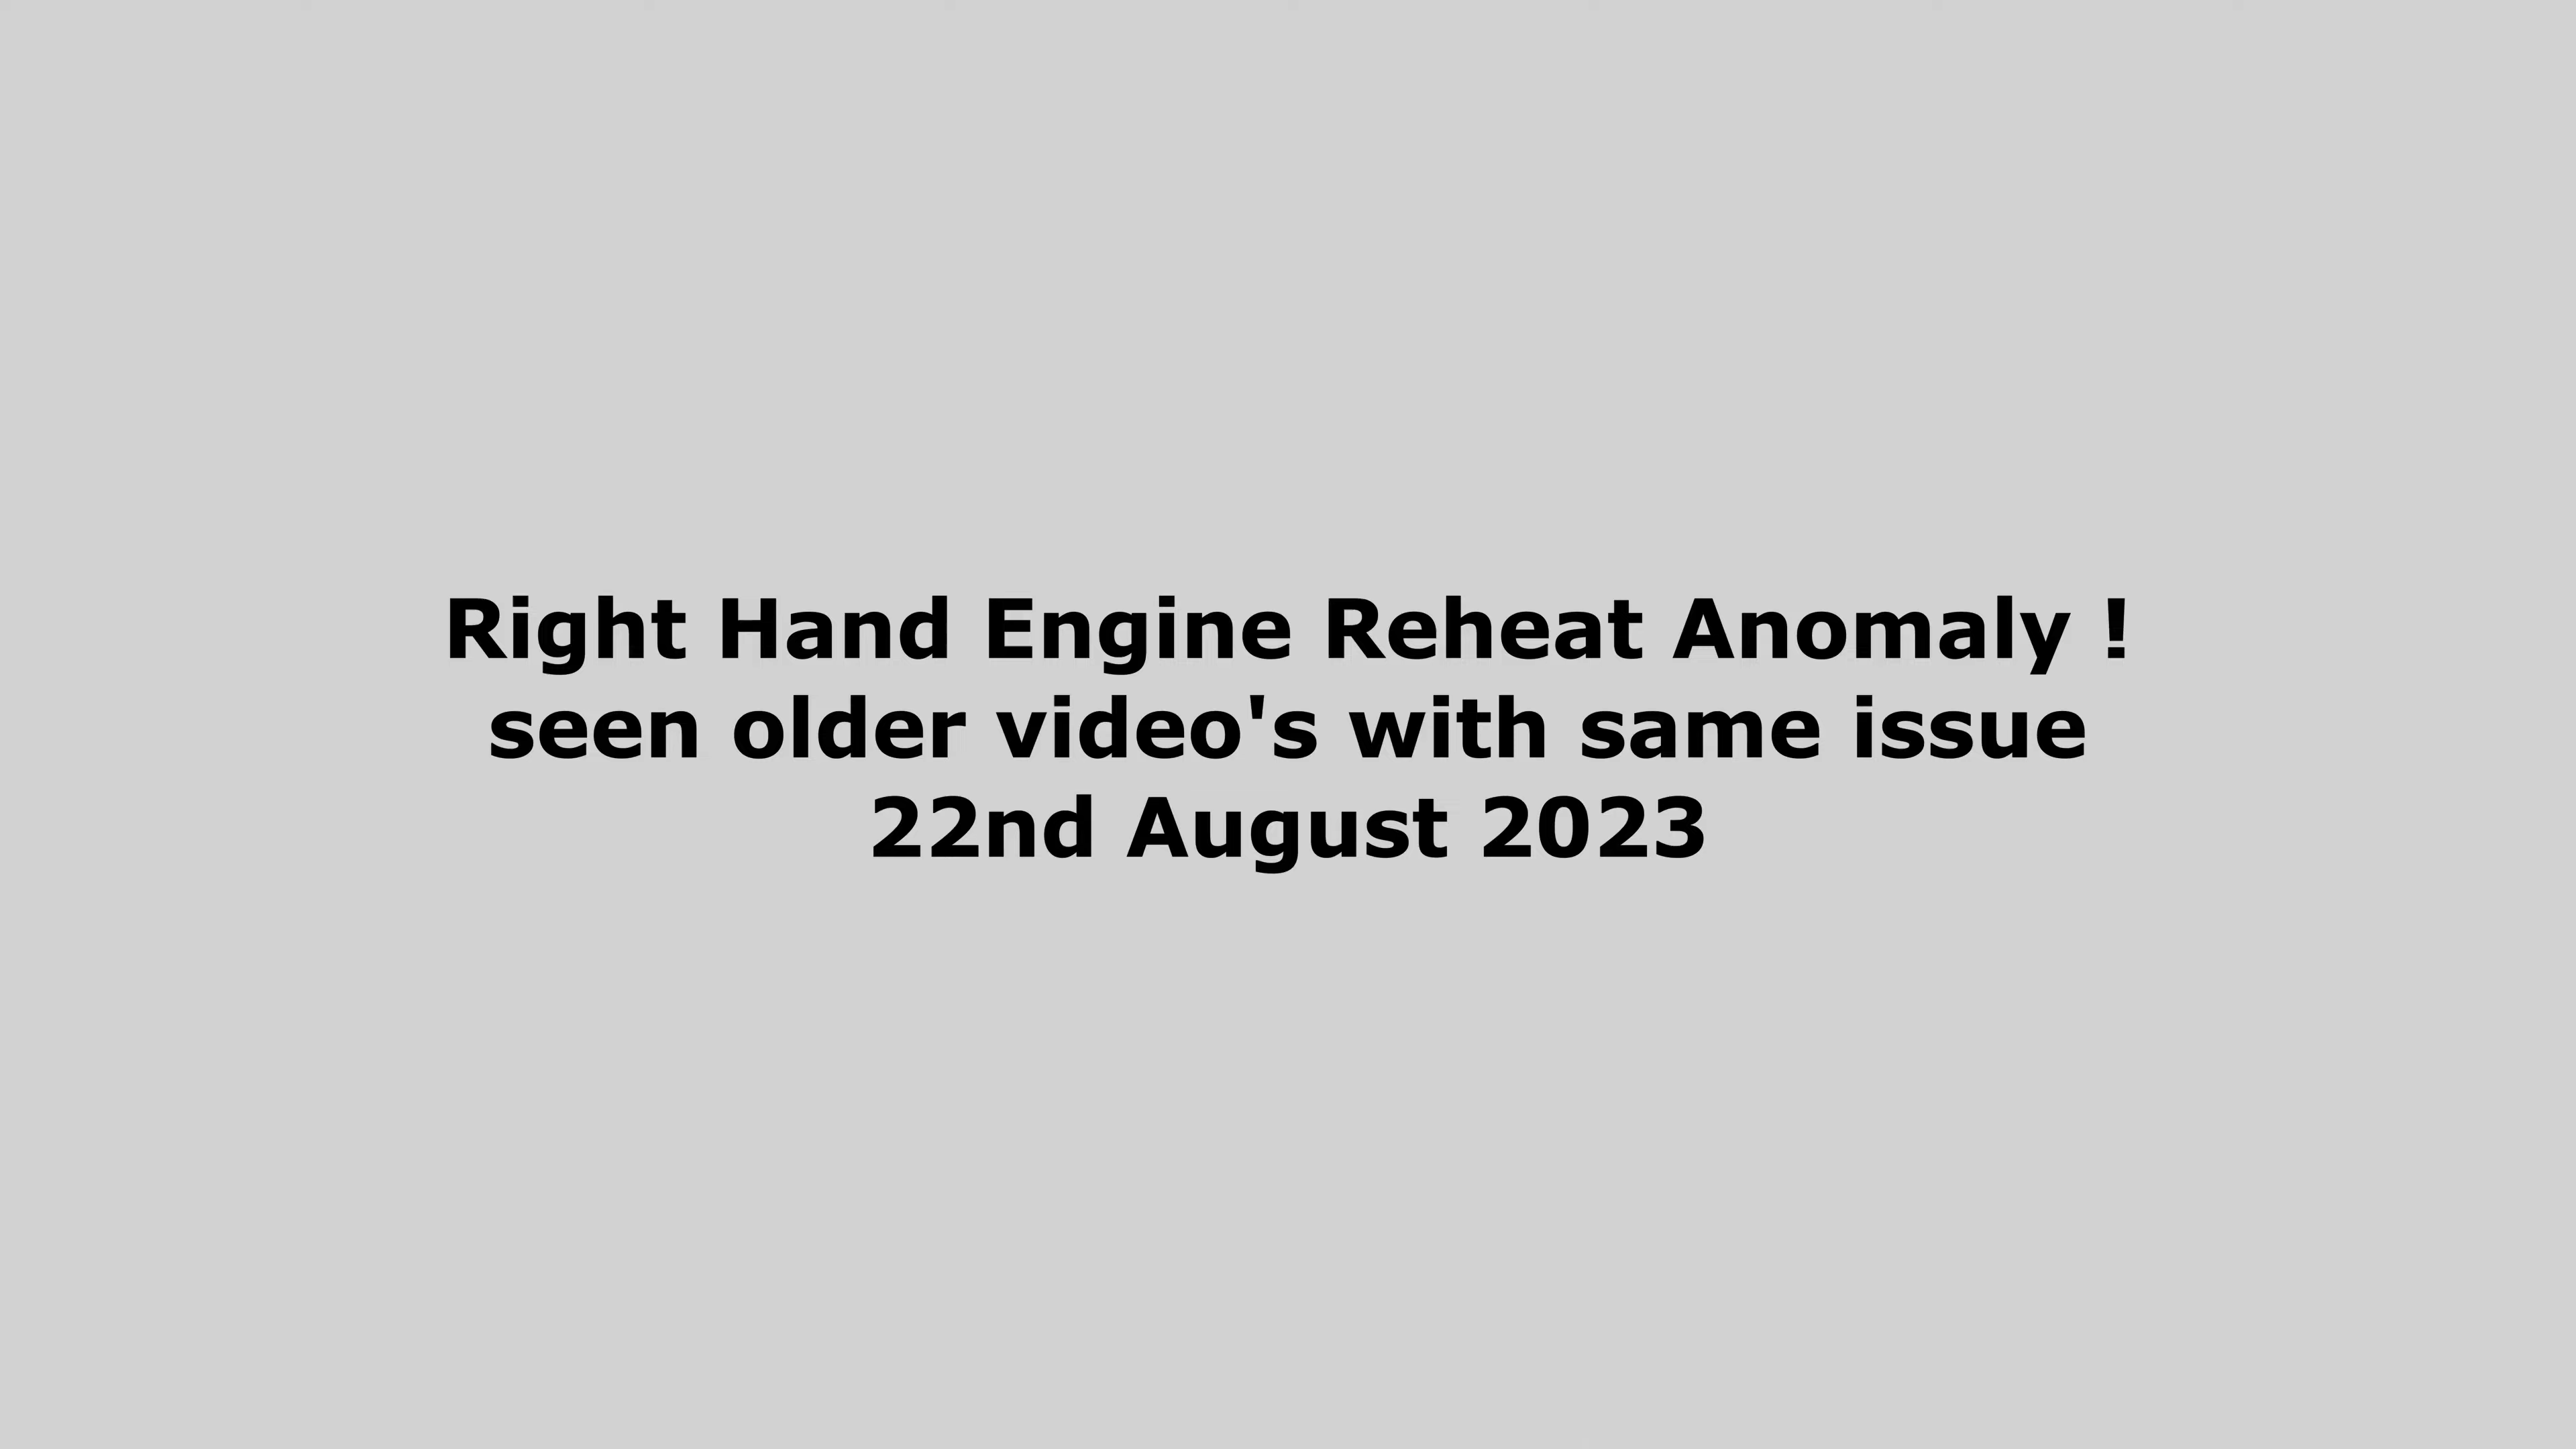 Right Hand Engine Reheat Anomaly !
seen older video's with same issue
22nd August 2023